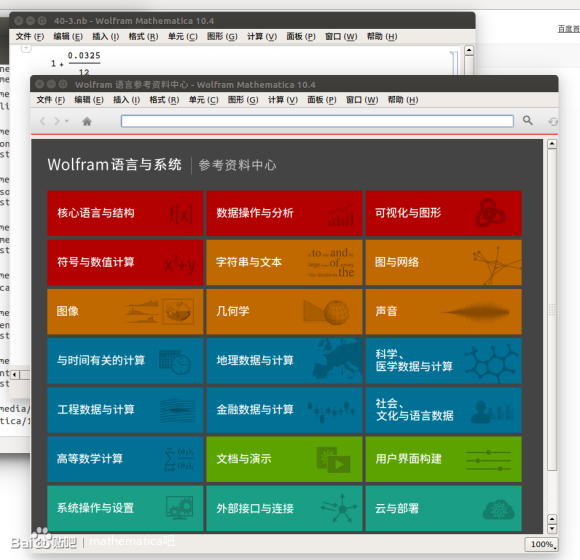 40-3.nb - Wolfram Mathematica 10.4
百度首
文件 (F) 编辑 (E) 插入 (I) 格式 (R) 单元 (C) 图形 (G) 计算 (V) 面板 (P) 窗口 (W) 帮助 (H)
0.0325
1 +
12
Wolfram 语言参考资料中心 - Wolfram Mathematica 10.4
文件 (F) 编辑 (E) 插入 (I) 格式 (R) 单元 (C) 图形 (G) 计算 (V) 面板 (P) 窗口 (W) 帮助 (H)
Wolfram语言与系统 | 参考资料中心
核心语言与结构 f[x] 数据操作与分析 可视化与图形
符号与数值计算 x²+y 字符串与文本 to and of the 图与网络
图像 几何学 声音
与时间有关的计算 地理数据与计算 科学、
医学数据与计算
工程数据与计算 金融数据与计算 社会、
文化与语言数据
高等数学计算 文档与演示 用户界面构建
系统操作与设置 外部接口与连接 云与部署
media/
tica/1
Bai 贴吧 | mathematica吧
100%